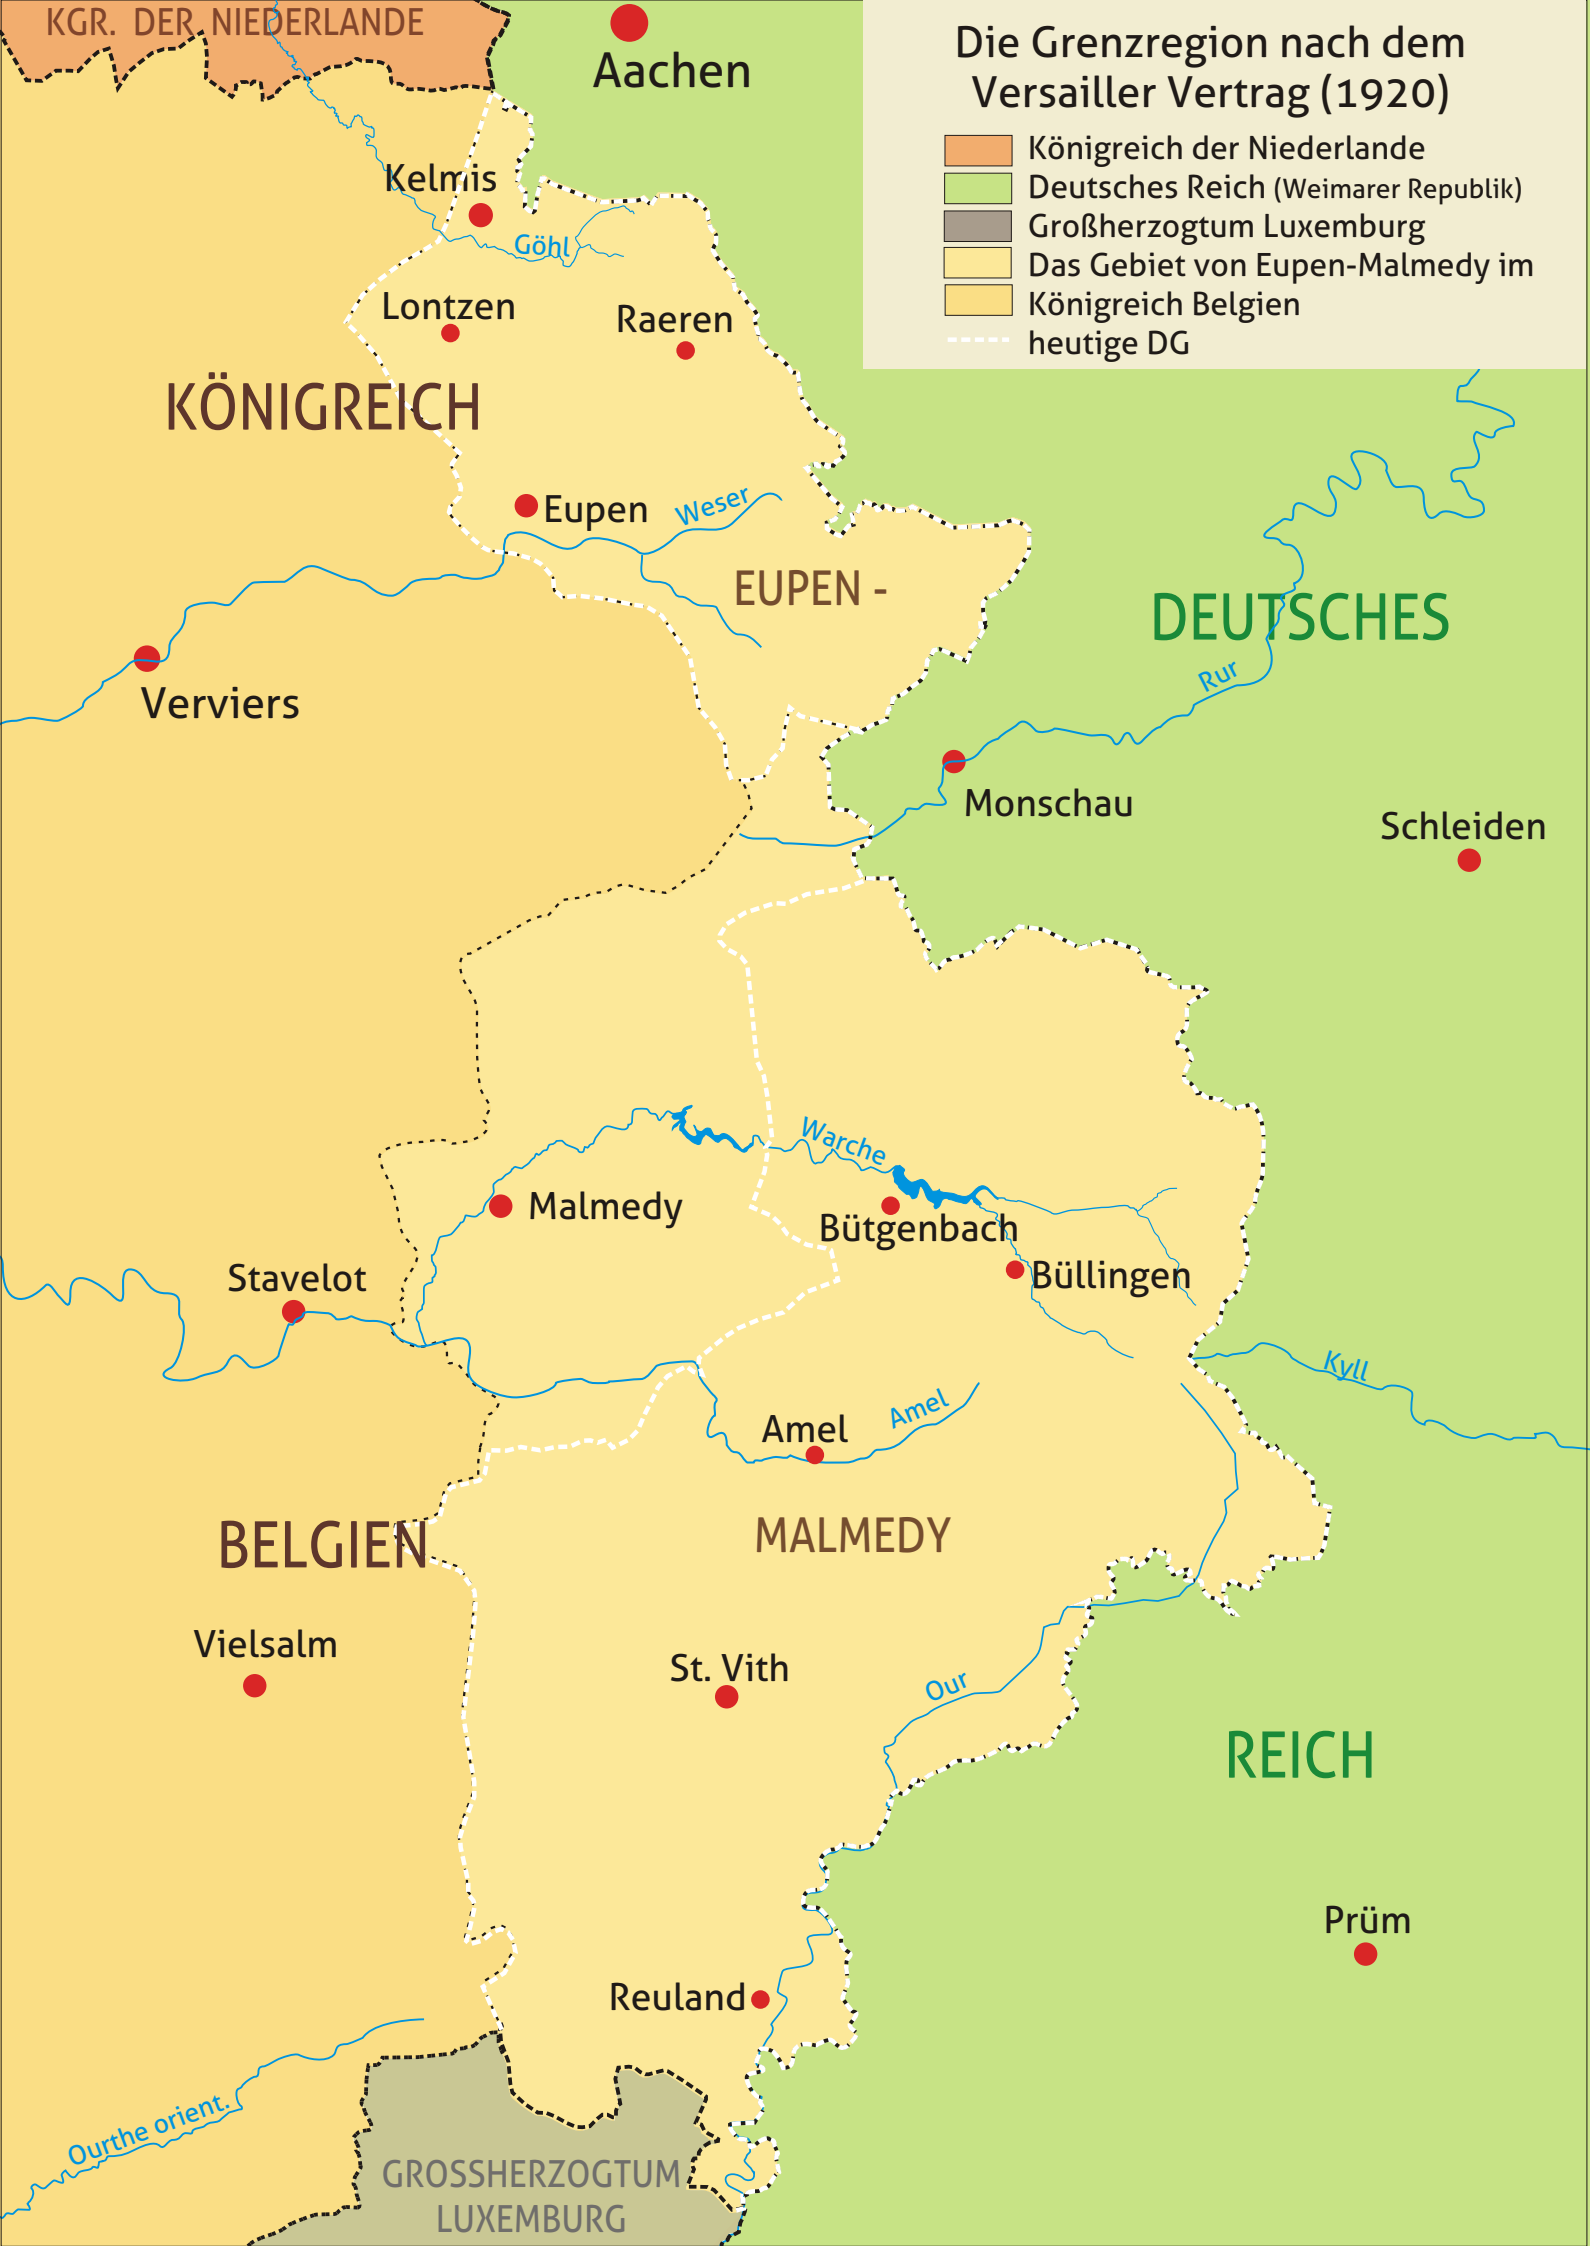 KGR. DER NIEDERLANDE
Aachen
Die Grenzregion nach dem
Versailler Vertrag (1920)
Königreich der Niederlande
Deutsches Reich (Weimarer Republik)
Großherzogtum Luxemburg
Das Gebiet von Eupen-Malmedy im
Königreich Belgien
heutige DG
Kelmis
Göhl
Lontzen
Raeren
KÖNIGREICH
Eupen
Weser
EUPEN -
DEUTSCHES
Rur
Verviers
Monschau
Schleiden
Warche
Malmedy
Bütgenbach
Stavelot
Büllingen
Kyll
Amel
Amel
BELGIEN
MALMEDY
Vielsalm
St. Vith
Our
REICH
Prüm
Reuland
Ourthe orient.
GROSSHERZOGTUM
LUXEMBURG